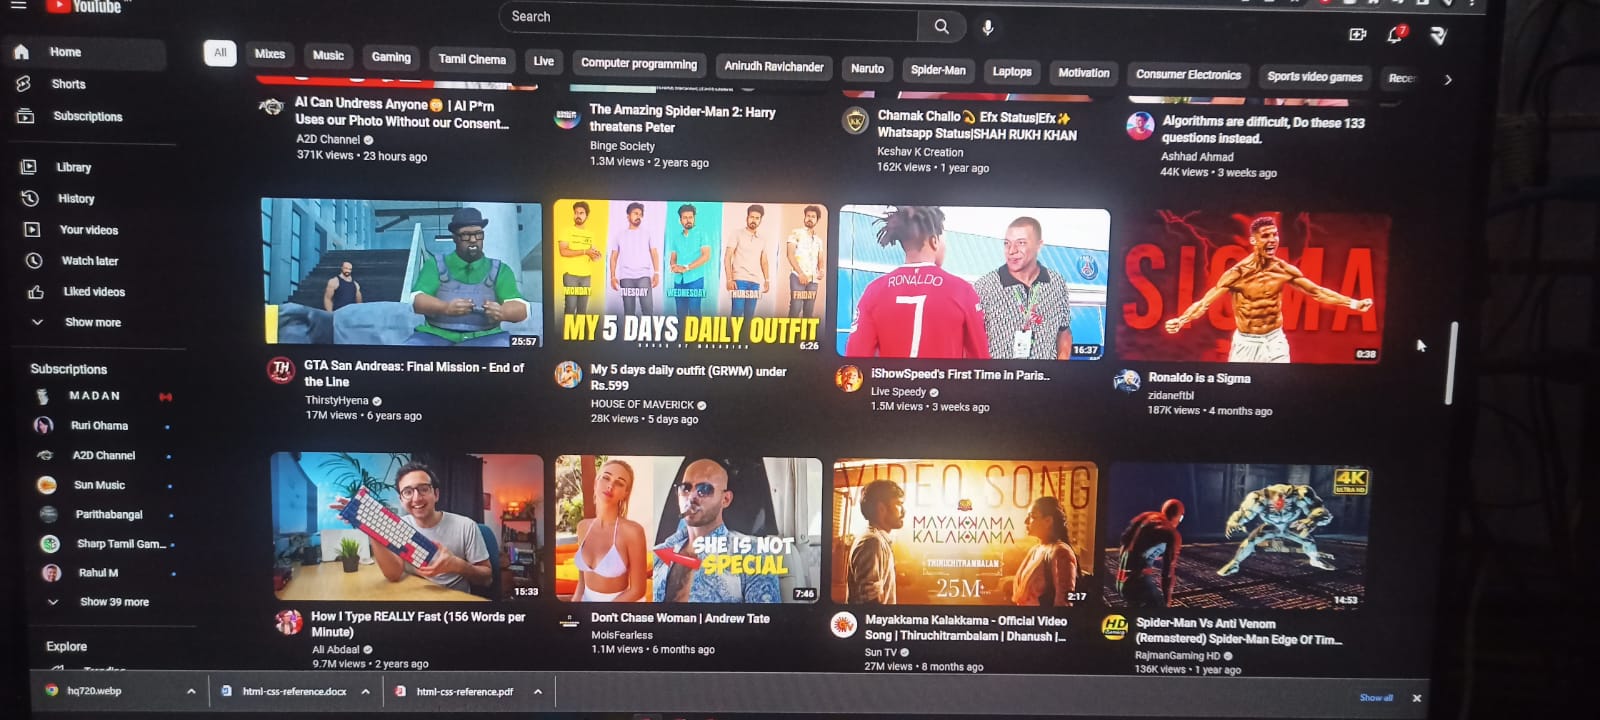 YouTube
Search
7
Home
Shorts
Subscriptions
Library
History
Your videos
Watch later
Liked videos
Show more
Subscriptions
M A D A N
Ruri Ohama
A2D Channel
Sun Music
Parithabangal
Sharp Tamil Gam...
Rahul M
Show 39 more
Explore
All
Mixes
Music
Gaming
Tamil Cinema
Live
Computer programming
Anirudh Ravichander
Naruto
Spider-Man
Laptops
Motivation
Consumer Electronics
Sports video games
Recer
AI Can Undress Anyone😳 | AI P*rn
Uses our Photo Without our Consent...
A2D Channel
371K views • 23 hours ago
The Amazing Spider-Man 2: Harry
threatens Peter
Binge Society
1.3M views • 2 years ago
KK
Chamak Challo💫 Efx Status|Efx✨
Whatsapp Status|SHAH RUKH KHAN
Keshav K Creation
162K views • 1 year ago
Algorithms are difficult, Do these 133
questions instead.
Ashhad Ahmad
44K views • 3 weeks ago
25:57
TH
GTA San Andreas: Final Mission - End of
the Line
ThirstyHyena
17M views • 6 years ago
MONDAY
TUESDAY
WEDNESDAY
THURSDAY
FRIDAY
MY 5 DAYS DAILY OUTFIT
HOUSE OF MAVERICK
6:26
My 5 days daily outfit (GRWM) under
Rs.599
HOUSE OF MAVERICK
28K views • 5 days ago
RONALDO
7
16:37
iShowSpeed's First Time in Paris..
Live Speedy
1.5M views • 3 weeks ago
SIGMA
0:38
Ronaldo is a Sigma
zidaneftbl
187K views • 4 months ago
15:33
How I Type REALLY Fast (156 Words per
Minute)
Ali Abdaal
9.7M views • 2 years ago
SHE IS NOT
SPECIAL
7:46
Don't Chase Woman | Andrew Tate
MoisFearless
1.1M views • 6 months ago
VIDEO SONG
MAYAKKAMA
KALAKKAMA
THIRUCHITRAMBALAM
25M+
2:17
Mayakkama Kalakkama - Official Video
Song | Thiruchitrambalam | Dhanush |...
Sun TV
27M views • 8 months ago
4K
ULTRA HD
14:53
HD
Spider-Man Vs Anti Venom
(Remastered) Spider-Man Edge Of Tim...
RajmanGaming HD
136K views • 1 year ago
hq720.webp
html-css-reference.docx
html-css-reference.pdf
Show all